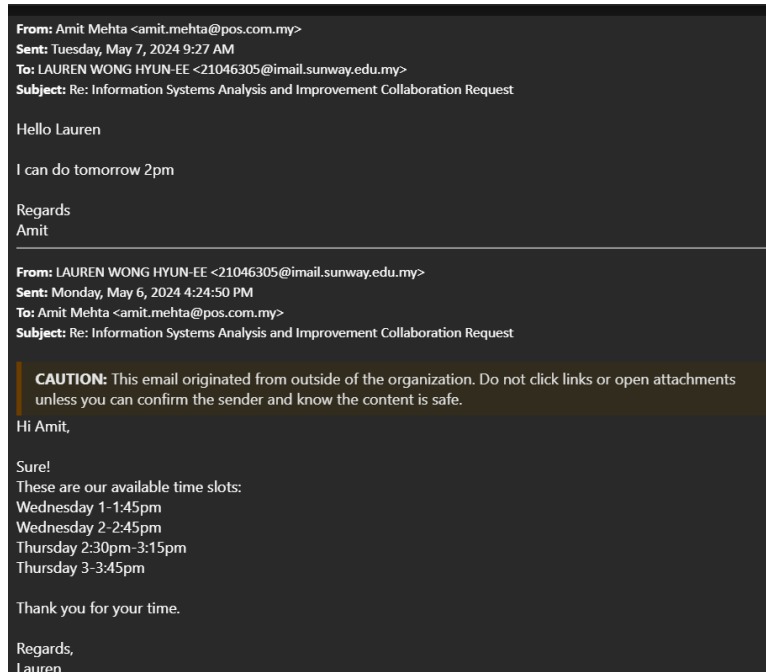 From: Amit Mehta <amit.mehta@pos.com.my>
Sent: Tuesday, May 7, 2024 9:27 AM
To: LAUREN WONG HYUN-EE <21046305@imail.sunway.edu.my>
Subject: Re: Information Systems Analysis and Improvement Collaboration Request
Hello Lauren
I can do tomorrow 2pm
Regards
Amit
From: LAUREN WONG HYUN-EE <21046305@imail.sunway.edu.my>
Sent: Monday, May 6, 2024 4:24:50 PM
To: Amit Mehta <amit.mehta@pos.com.my>
Subject: Re: Information Systems Analysis and Improvement Collaboration Request
CAUTION: This email originated from outside of the organization. Do not click links or open attachments
unless you can confirm the sender and know the content is safe.
Hi Amit,
Sure!
These are our available time slots:
Wednesday 1-1:45pm
Wednesday 2-2:45pm
Thursday 2:30pm-3:15pm
Thursday 3-3:45pm
Thank you for your time.
Regards,
Lauren